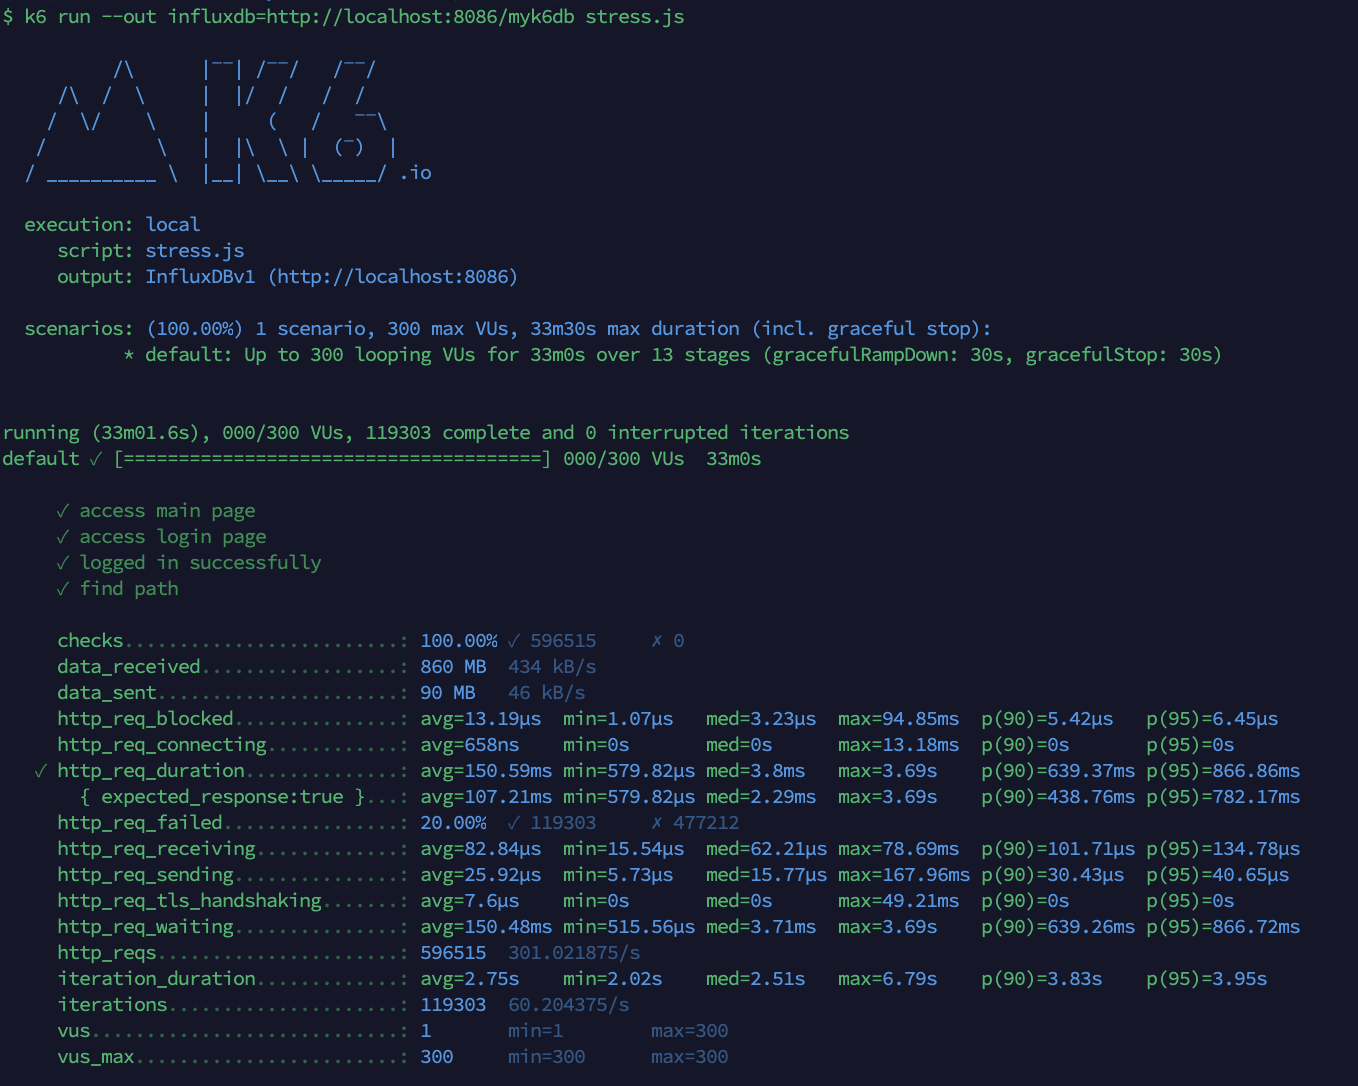 $ k6 run --out influxdb=http://localhost:8086/myk6db stress.js
          /\      |‾‾| /‾‾/   /‾‾/
     /\  /  \     |  |/  /   /  /
    /  \/    \    |     (   /   ‾‾\
   /          \   |  |\  \ |  (‾)  |
  / __________ \  |__| \__\ \_____/ .io
execution: local
script: stress.js
output: InfluxDBv1 (http://localhost:8086)
scenarios: (100.00%) 1 scenario, 300 max VUs, 33m30s max duration (incl. graceful stop):
* default: Up to 300 looping VUs for 33m0s over 13 stages (gracefulRampDown: 30s, gracefulStop: 30s)
running (33m01.6s), 000/300 VUs, 119303 complete and 0 interrupted iterations
default ✓ [======================================] 000/300 VUs  33m0s
✓ access main page
✓ access login page
✓ logged in successfully
✓ find path
checks.........................: 100.00% ✓ 596515     ✗ 0
data_received..................: 860 MB  434 kB/s
data_sent......................: 90 MB   46 kB/s
http_req_blocked...............: avg=13.19µs  min=1.07µs   med=3.23µs  max=94.85ms  p(90)=5.42µs   p(95)=6.45µs
http_req_connecting............: avg=658ns    min=0s       med=0s      max=13.18ms  p(90)=0s       p(95)=0s
✓ http_req_duration..............: avg=150.59ms min=579.82µs med=3.8ms   max=3.69s    p(90)=639.37ms p(95)=866.86ms
{ expected_response:true }...: avg=107.21ms min=579.82µs med=2.29ms  max=3.69s    p(90)=438.76ms p(95)=782.17ms
http_req_failed................: 20.00%  ✓ 119303     ✗ 477212
http_req_receiving.............: avg=82.84µs  min=15.54µs  med=62.21µs max=78.69ms  p(90)=101.71µs p(95)=134.78µs
http_req_sending...............: avg=25.92µs  min=5.73µs   med=15.77µs max=167.96ms p(90)=30.43µs  p(95)=40.65µs
http_req_tls_handshaking.......: avg=7.6µs    min=0s       med=0s      max=49.21ms  p(90)=0s       p(95)=0s
http_req_waiting...............: avg=150.48ms min=515.56µs med=3.71ms  max=3.69s    p(90)=639.26ms p(95)=866.72ms
http_reqs......................: 596515  301.021875/s
iteration_duration.............: avg=2.75s    min=2.02s    med=2.51s   max=6.79s    p(90)=3.83s    p(95)=3.95s
iterations.....................: 119303  60.204375/s
vus............................: 1       min=1        max=300
vus_max........................: 300     min=300      max=300